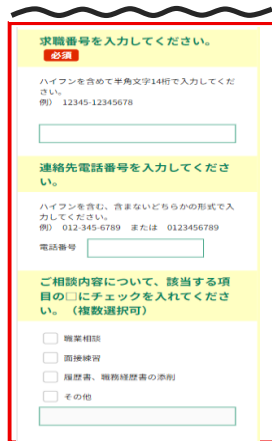 求職番号を入力してください。
必須
ハイフンを含めて半角文字14桁で入力してくだ
さい。
例） 12345-12345678
連絡先電話番号を入力してくださ
い。
ハイフンを含む、含まないどちらかの形式で入
力してください。
例） 012-345-6789 または 0123456789
電話番号
ご相談内容について、該当する項
目の□にチェックを入れてくださ
い。（複数選択可）
職業相談
面接練習
履歴書、職務経歴書の添削
その他